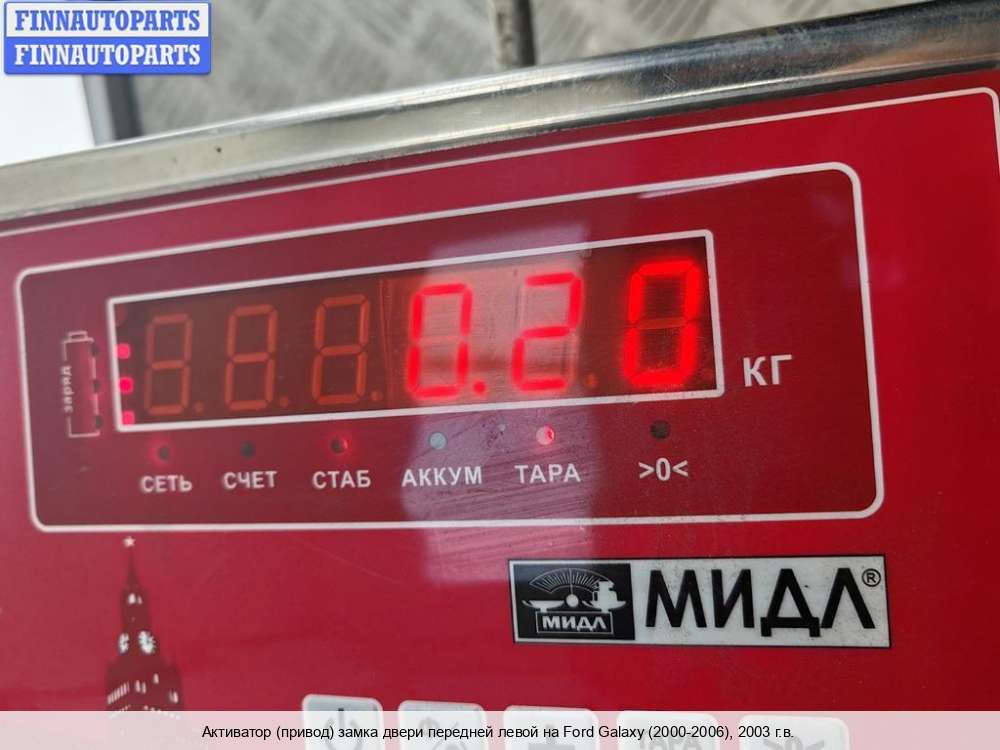 FINNAUTOPARTS
FINNAUTOPARTS
заряд
0.20
КГ
СЕТЬ СЧЕТ СТАБ АККУМ ТАРА >0<
МИДЛ МИДЛ®
ТАРА
Активатор (привод) замка двери передней левой на Ford Galaxy (2000-2006), 2003 г.в.